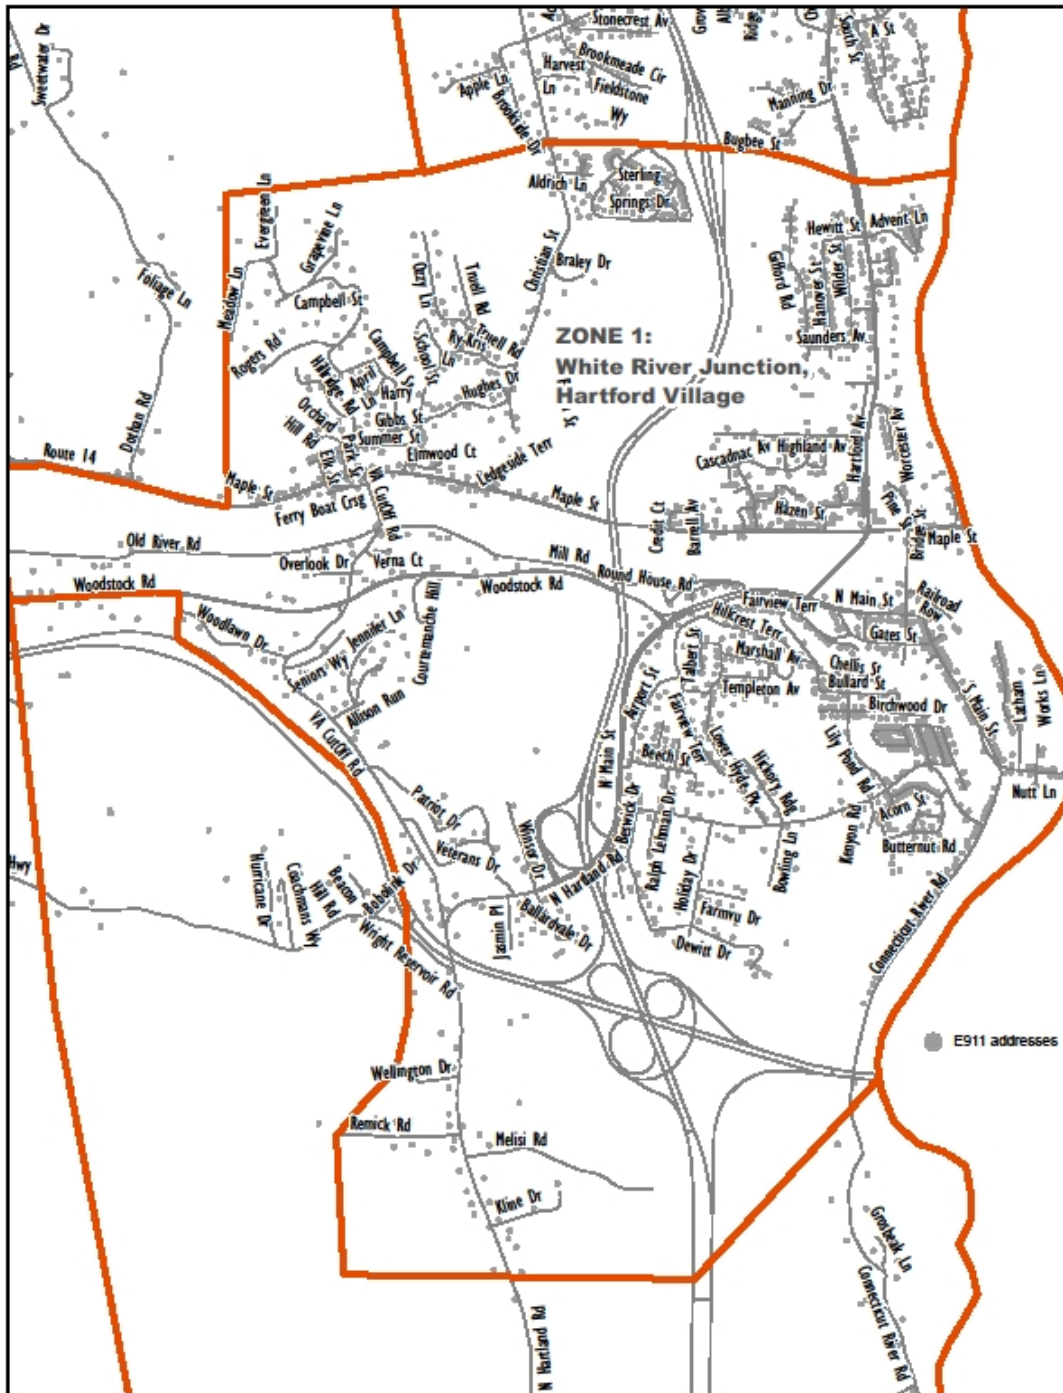 Sweetwater Dr
Stonecrest Av
A St
South St
Brookmeade Cir
Harvest
Ln
Apple Ln
Fieldstone
Wy
Manning Dr
Brookside Dr
Bugbee St
Aldrich Ln
Sterling
Springs Dr
Evergreen Ln
Grapevine Ln
Hewitt St
Advent Ln
Christian St
Braley Dr
Gifford Rd
Hanover St
Wilder St
Foliage Ln
Meadow Ln
Campbell St
Ozzy Ln
Truell Rd
Truell Rd
Saunders Av
ZONE 1:
White River Junction,
Hartford Village
Rogers Rd
Campbell St
School St
Ry-Kris
Ln
Hillridge Rd
April
Ln
Harry
Hughes Dr
Orchard
Hill Rd
Gibbs St
Summer St
Dothan Rd
Route 14
Elk St
Park St
Elmwood Ct
Ledgeside Terr
Cascadnac Av
Highland Av
Hartford Av
Worcester Av
Maple St
Ferry Boat Crsg
VA CutOff Rd
Maple St
Credit Ct
Barrell Av
Hazen St
Pine St
Bridge St
Maple St
Old River Rd
Overlook Dr
Verna Ct
Mill Rd
Woodstock Rd
Woodstock Rd
Round House Rd
Fairview Terr
N Main St
Railroad
Row
Woodlawn Dr
Jennifer Ln
Seniors Wy
Courtemanche Hill
Hillcrest Terr
Gates St
Talbert St
Marshall Av
Chellis St
Bullard St
Templeton Av
Allison Run
Airport St
Fairview Terr
Birchwood Dr
S Main St
Latham
Works Ln
VA CutOff Rd
N Main St
Beech St
Lower Hyde Pk
Hickory Rdg
Lily Pond Rd
Nutt Ln
Patriot Dr
Acorn St
Beswick Dr
Ralph Lehman Dr
Kenyon Rd
Butternut Rd
Winsor Dr
Veterans Dr
Hwy
Hurricane Dr
Coachmans Wy
Beacon
Hill Rd
Bobolink Dr
N Hartland Rd
Holiday Dr
Bowling Ln
Farmvu Dr
Jasmin Pl
Ballardvale Dr
Dewitt Dr
Connecticut River Rd
Wright Reservoir Rd
E911 addresses
Wellington Dr
Remick Rd
Melisi Rd
Kline Dr
Grosbeak Ln
Connecticut River Rd
N Hartland Rd